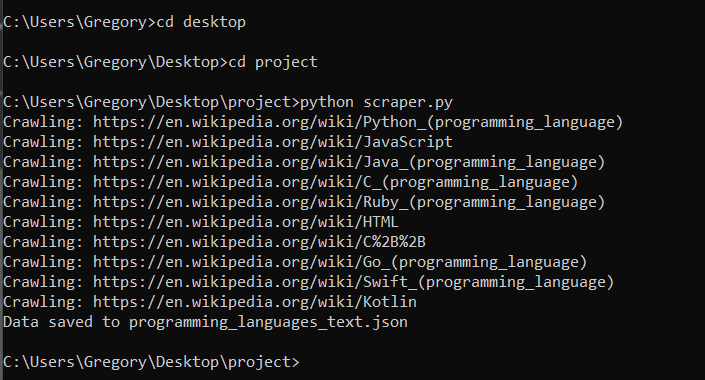 C:\Users\Gregory>cd desktop
C:\Users\Gregory\Desktop>cd project
C:\Users\Gregory\Desktop\project>python scraper.py
Crawling: https://en.wikipedia.org/wiki/Python_(programming_language)
Crawling: https://en.wikipedia.org/wiki/JavaScript
Crawling: https://en.wikipedia.org/wiki/Java_(programming_language)
Crawling: https://en.wikipedia.org/wiki/C_(programming_language)
Crawling: https://en.wikipedia.org/wiki/Ruby_(programming_language)
Crawling: https://en.wikipedia.org/wiki/HTML
Crawling: https://en.wikipedia.org/wiki/C%2B%2B
Crawling: https://en.wikipedia.org/wiki/Go_(programming_language)
Crawling: https://en.wikipedia.org/wiki/Swift_(programming_language)
Crawling: https://en.wikipedia.org/wiki/Kotlin
Data saved to programming_languages_text.json
C:\Users\Gregory\Desktop\project>